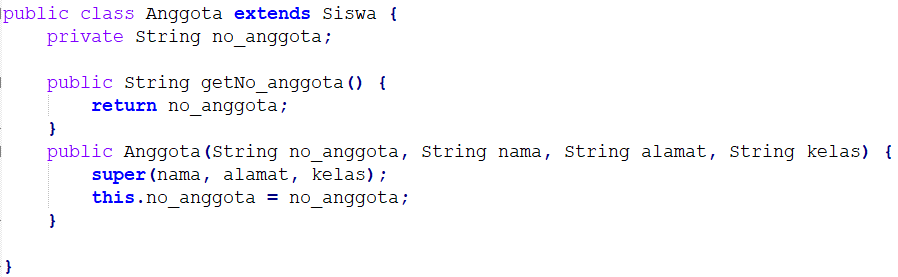 public class Anggota extends Siswa {
    private String no_anggota;

    public String getNo_anggota() {
        return no_anggota;
    }
    public Anggota(String no_anggota, String nama, String alamat, String kelas) {
        super(nama, alamat, kelas);
        this.no_anggota = no_anggota;
    }

}